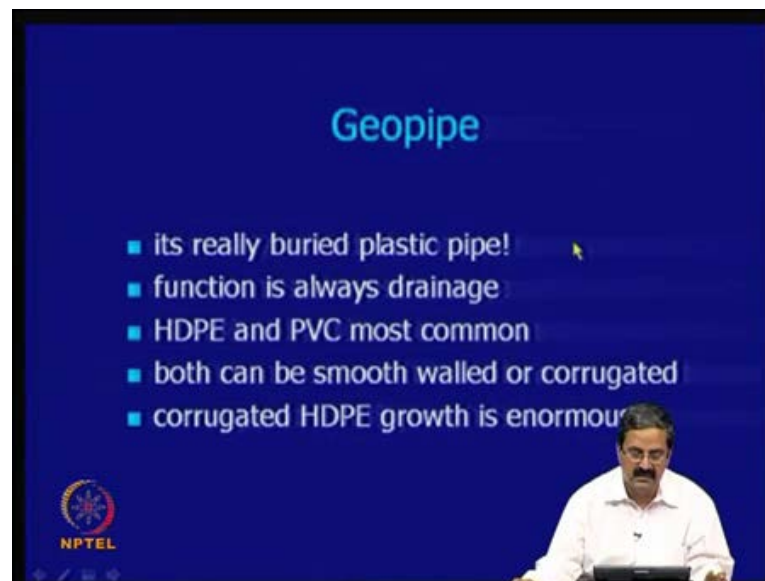 Geopipe
its really buried plastic pipe!
function is always drainage
HDPE and PVC most common
both can be smooth walled or corrugated
corrugated HDPE growth is enormous
NPTEL